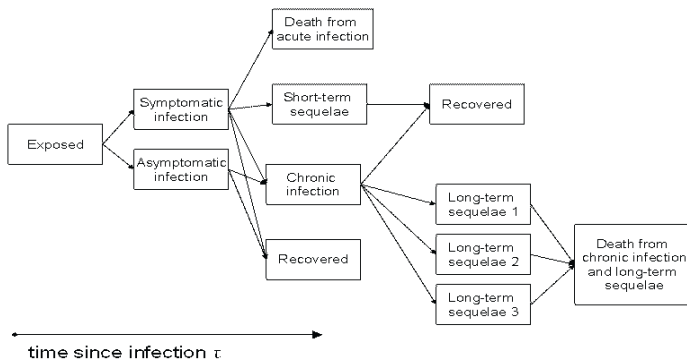 Death from
acute infection
Symptomatic
infection
Short-term
sequelae
Recovered
Exposed
Asymptomatic
infection
Chronic
infection
Long-term
sequelae 1
Recovered
Long-term
sequelae 2
Death from
chronic infection
and long-term
sequelae
Long-term
sequelae 3
time since infection τ